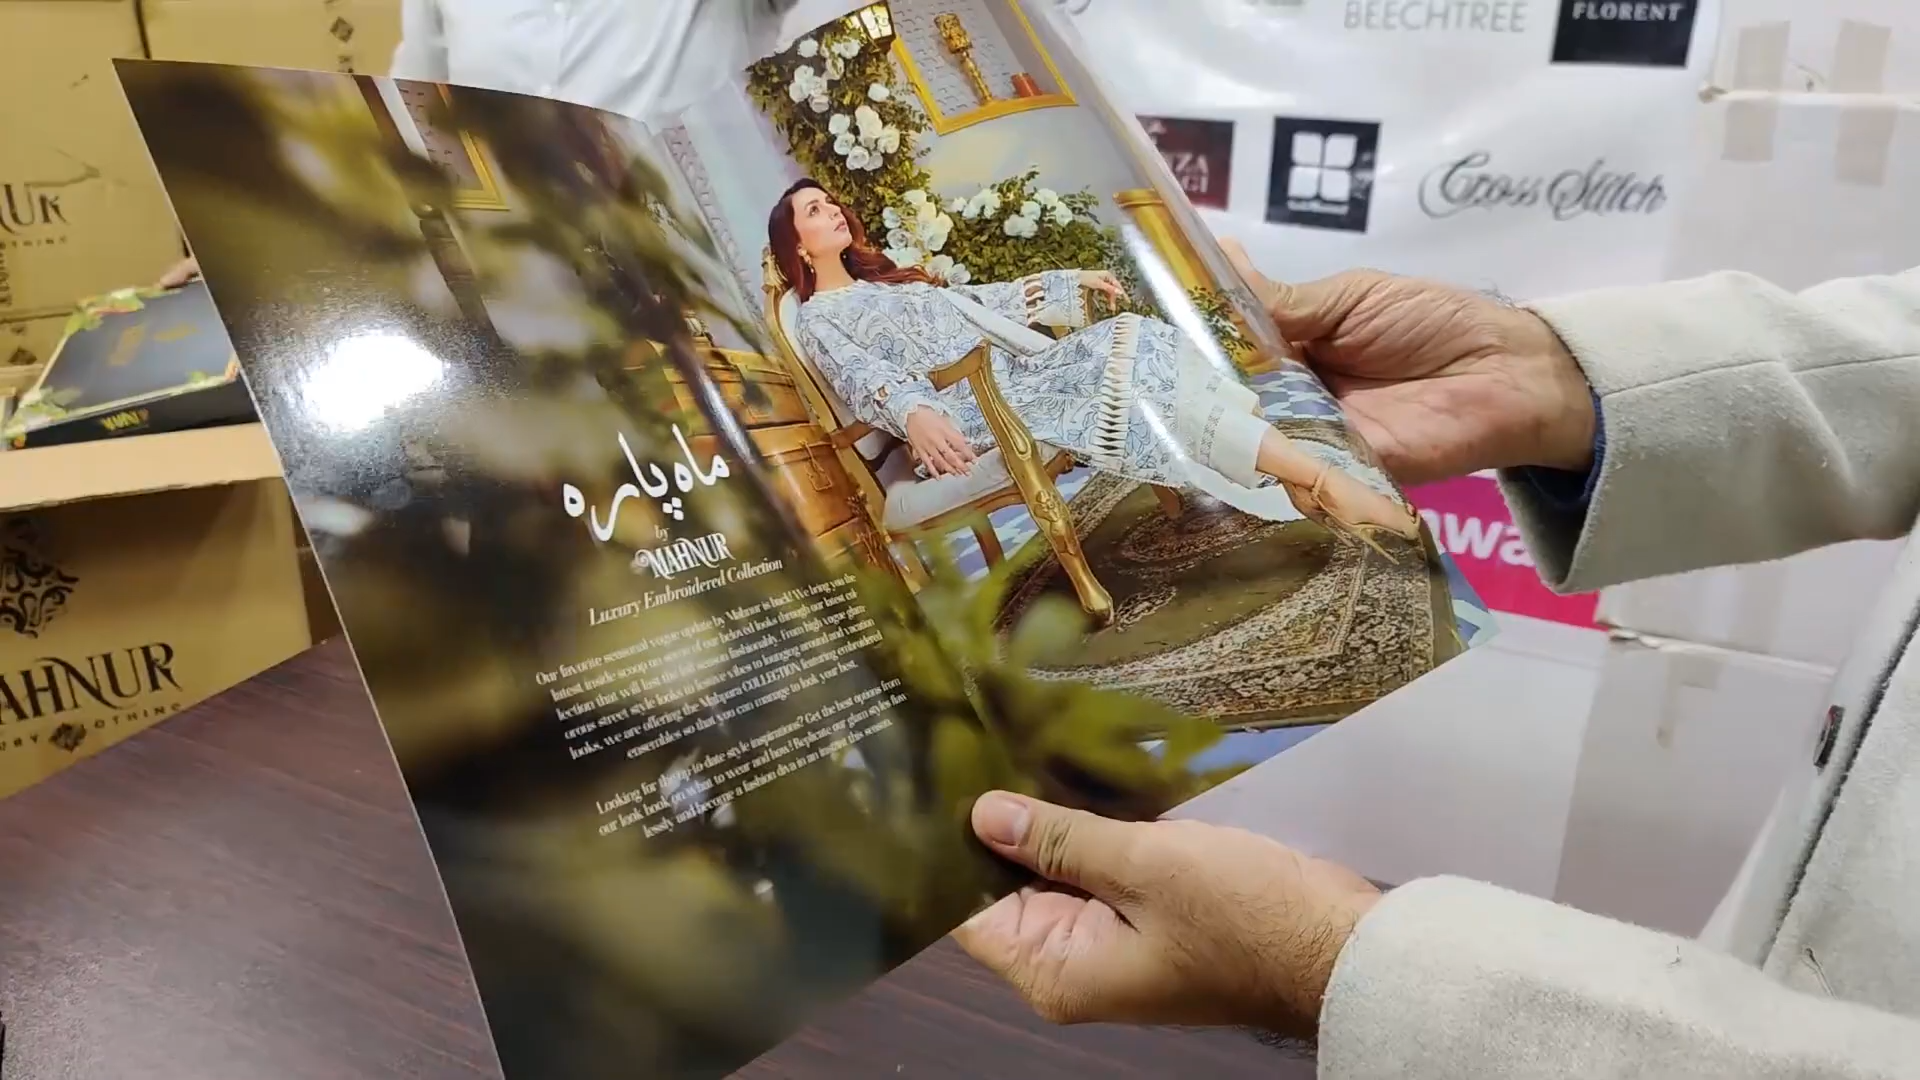 BEECHTREE
FLORENT
Cross Stitch
MAHNUR
ماہ پارہ
by
MAHNUR
Luxury Embroidered Collection
Our favorite seasonal vogue update by Mahnur is back! We bring you the
latest inside scoop on some of our beloved looks through our latest col-
lection that will last the fall season fashionably. From high vogue glam-
orous street style looks to festive vibes to lounging around and vacation
looks, we are offering the Mahpara COLLECTION featuring embroidered
ensembles so that you can manage to look your best.
Looking for the up to date style inspirations? Get the best options from
our look book on what to wear and how! Replicate our glam styles flaw-
lessly and become a fashion diva in an instant this season.
AHNUR